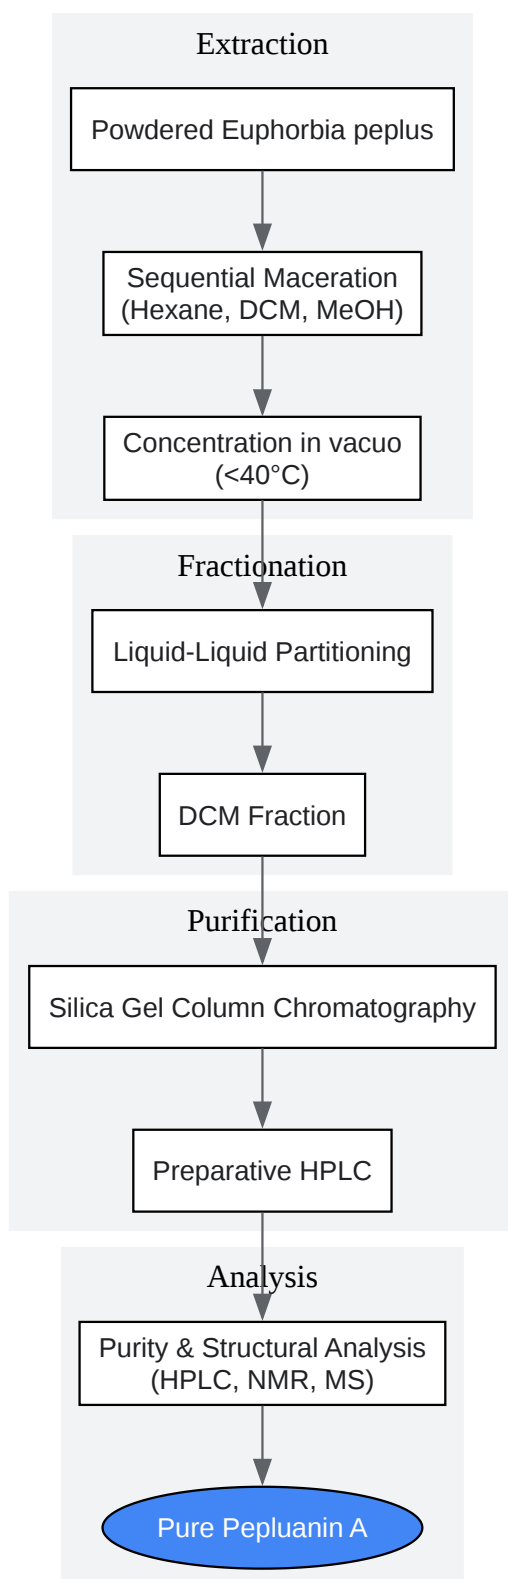 Extraction
Powdered Euphorbia peplus
Sequential Maceration
(Hexane, DCM, MeOH)
Concentration in vacuo
(<40°C)
Fractionation
Liquid-Liquid Partitioning
DCM Fraction
Purification
Silica Gel Column Chromatography
Preparative HPLC
Analysis
Purity & Structural Analysis
(HPLC, NMR, MS)
Pure Pepluanin A